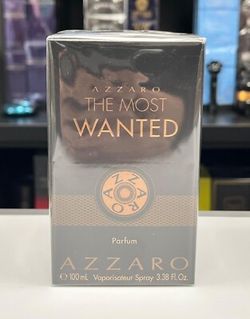 AZZARO
THE MOST
WANTED
AZZARO
Parfum
AZZARO
℮ 100 mL Vaporisateur Spray 3.38 Fl. Oz.